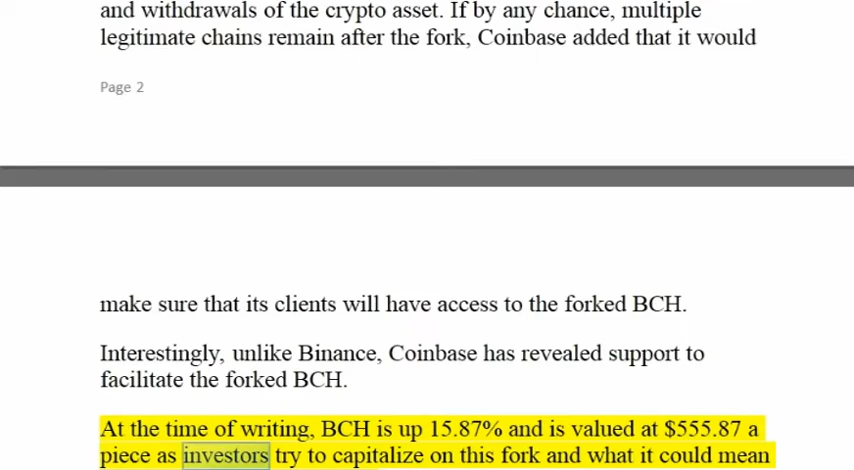 and withdrawals of the crypto asset. If by any chance, multiple
legitimate chains remain after the fork, Coinbase added that it would
Page 2
make sure that its clients will have access to the forked BCH.
Interestingly, unlike Binance, Coinbase has revealed support to
facilitate the forked BCH.
At the time of writing, BCH is up 15.87% and is valued at $555.87 a
piece as investors try to capitalize on this fork and what it could mean